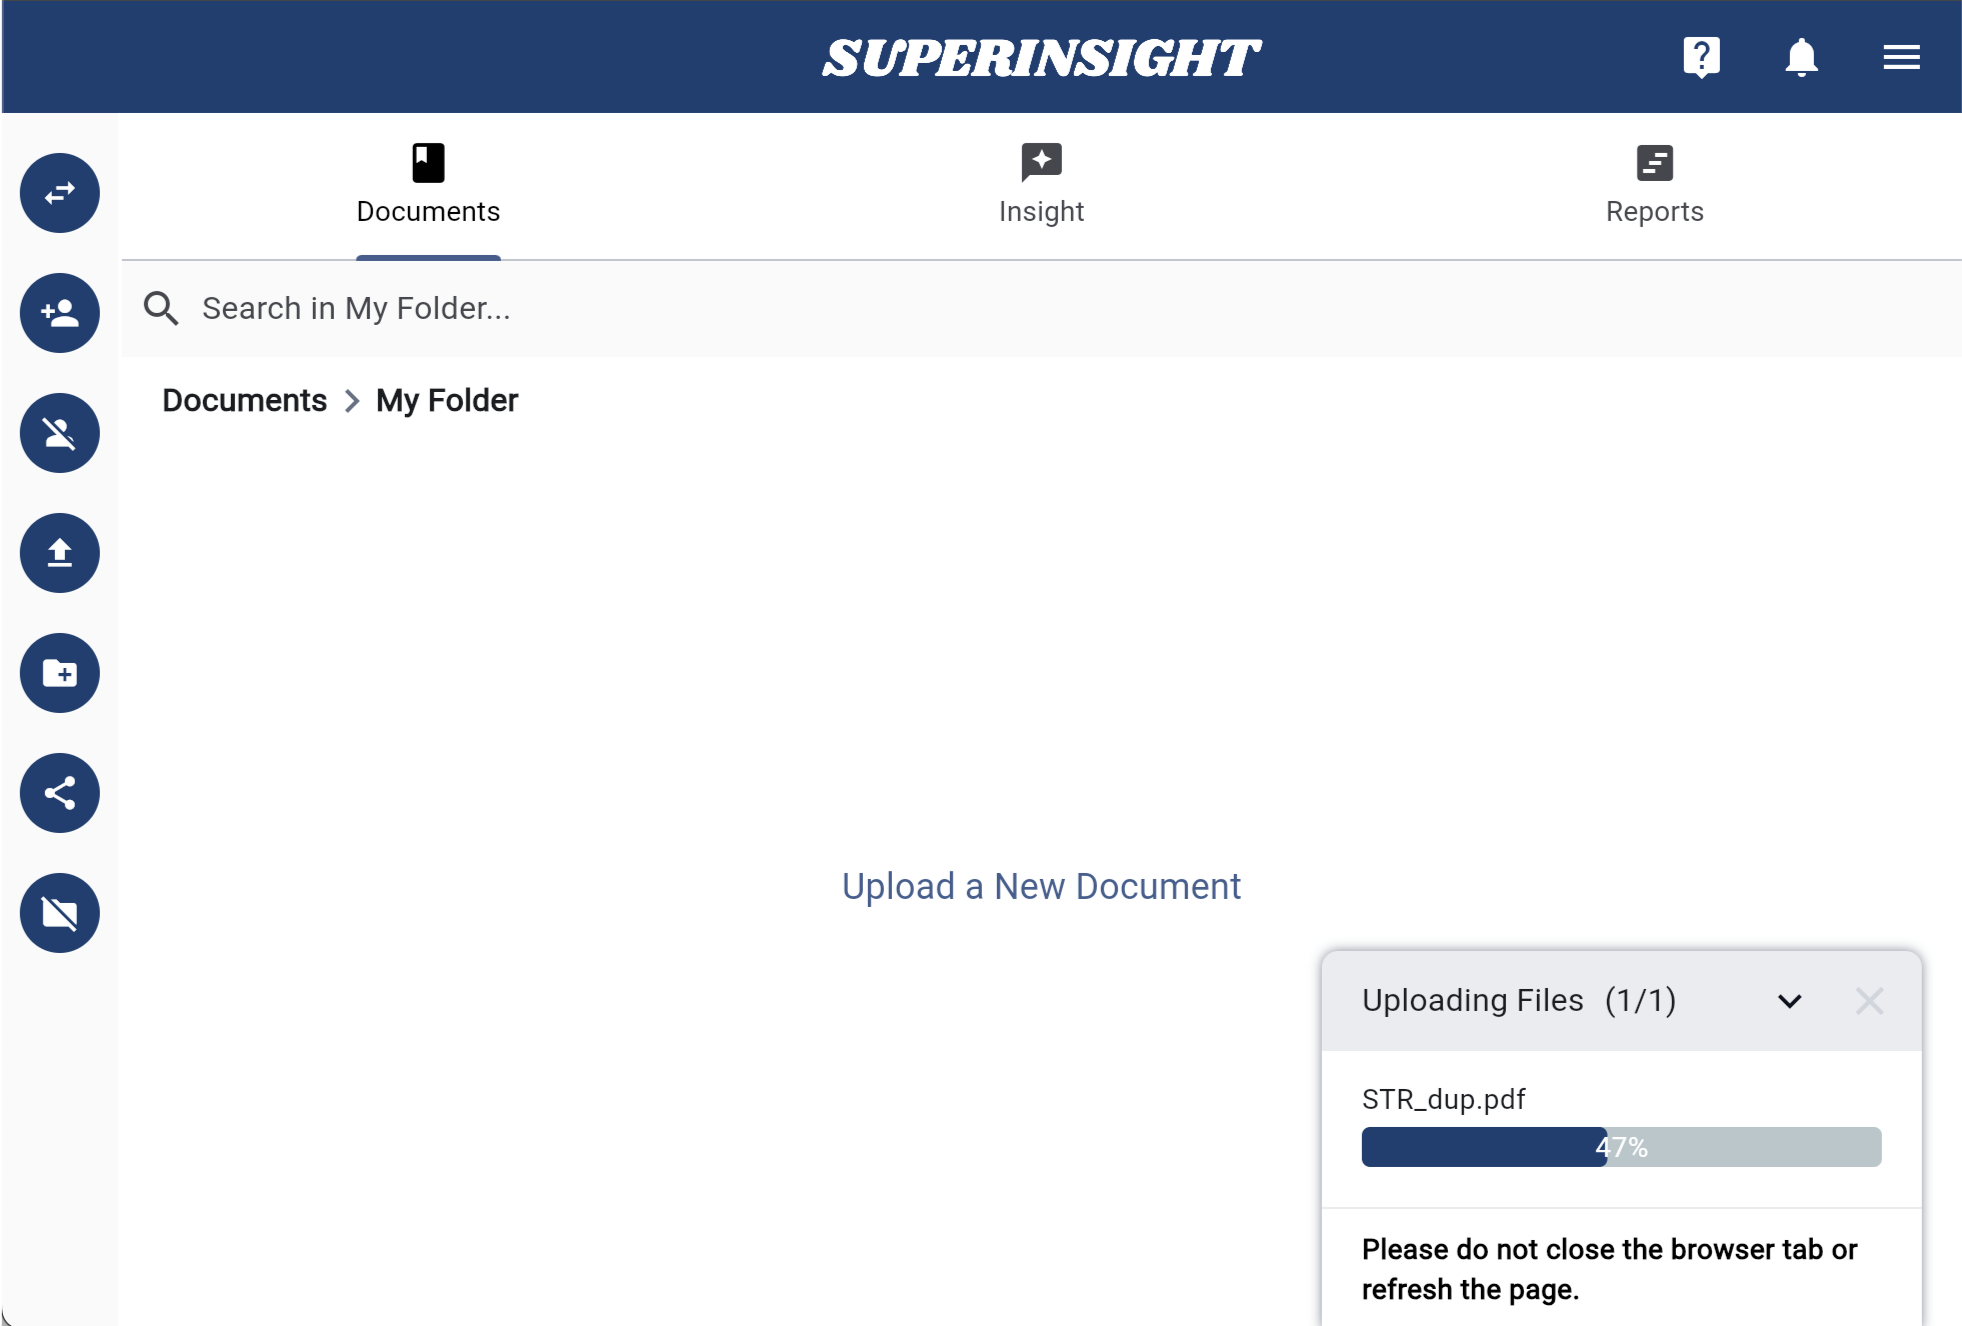 SUPERINSIGHT
Documents
Insight
Reports
Search in My Folder...
Documents > My Folder
Upload a New Document
Uploading Files (1/1)
STR_dup.pdf
47%
Please do not close the browser tab or
refresh the page.